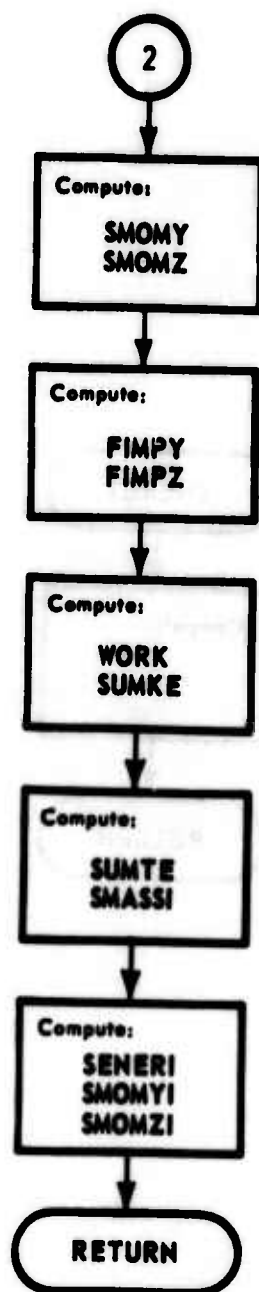 2
Compute:
SMOMY
SMOMZ
Compute:
FIMPY
FIMPZ
Compute:
WORK
SUMKE
Compute:
SUMTE
SMASSI
Compute:
SENERI
SMOMYI
SMOMZI
RETURN